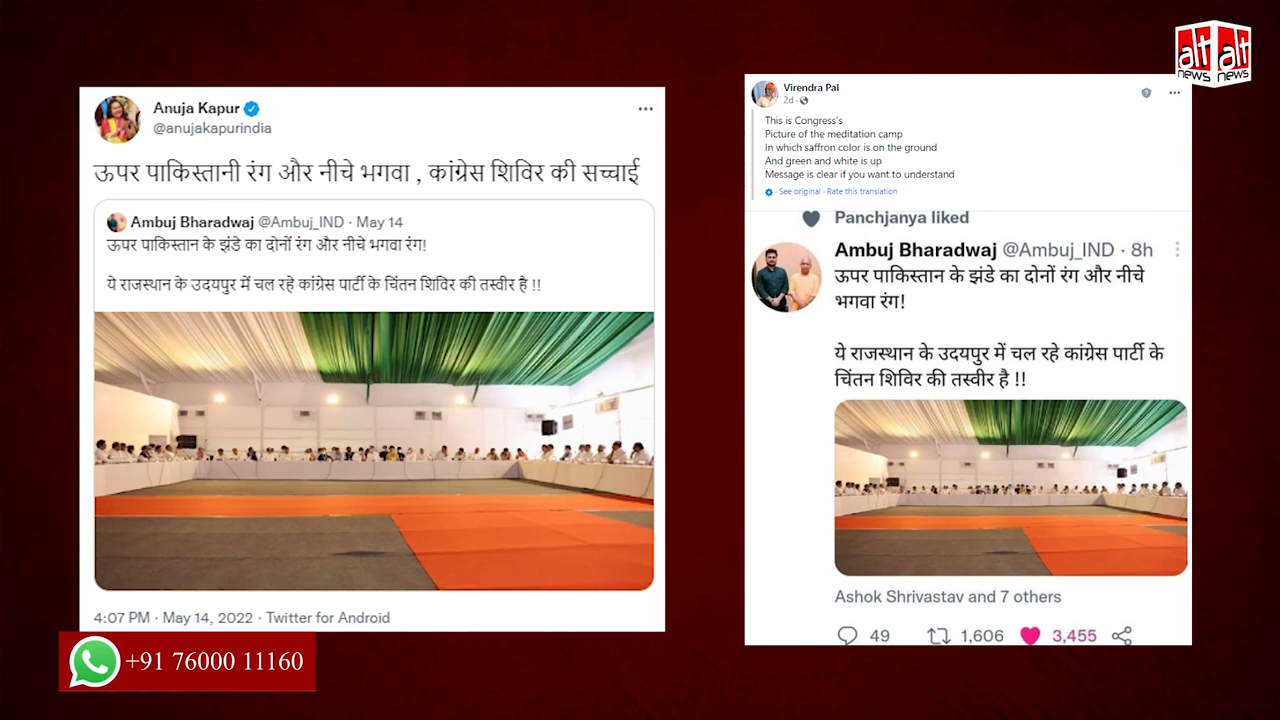 alt alt
news news
Anuja Kapur
@anujakapurindia
ऊपर पाकिस्तानी रंग और नीचे भगवा , कांग्रेस शिविर की सच्चाई
Ambuj Bharadwaj @Ambuj_IND · May 14
ऊपर पाकिस्तान के झंडे का दोनों रंग और नीचे भगवा रंग!
ये राजस्थान के उदयपुर में चल रहे कांग्रेस पार्टी के चिंतन शिविर की तस्वीर है !!
4:07 PM · May 14, 2022 · Twitter for Android
+91 76000 11160
Virendra Pal
2d ·
This is Congress's
Picture of the meditation camp
In which saffron color is on the ground
And green and white is up
Message is clear if you want to understand
· See original · Rate this translation
Panchjanya liked
Ambuj Bharadwaj @Ambuj_IND · 8h
ऊपर पाकिस्तान के झंडे का दोनों रंग और नीचे
भगवा रंग!
ये राजस्थान के उदयपुर में चल रहे कांग्रेस पार्टी के
चिंतन शिविर की तस्वीर है !!
Ashok Shrivastav and 7 others
49 1,606 3,455